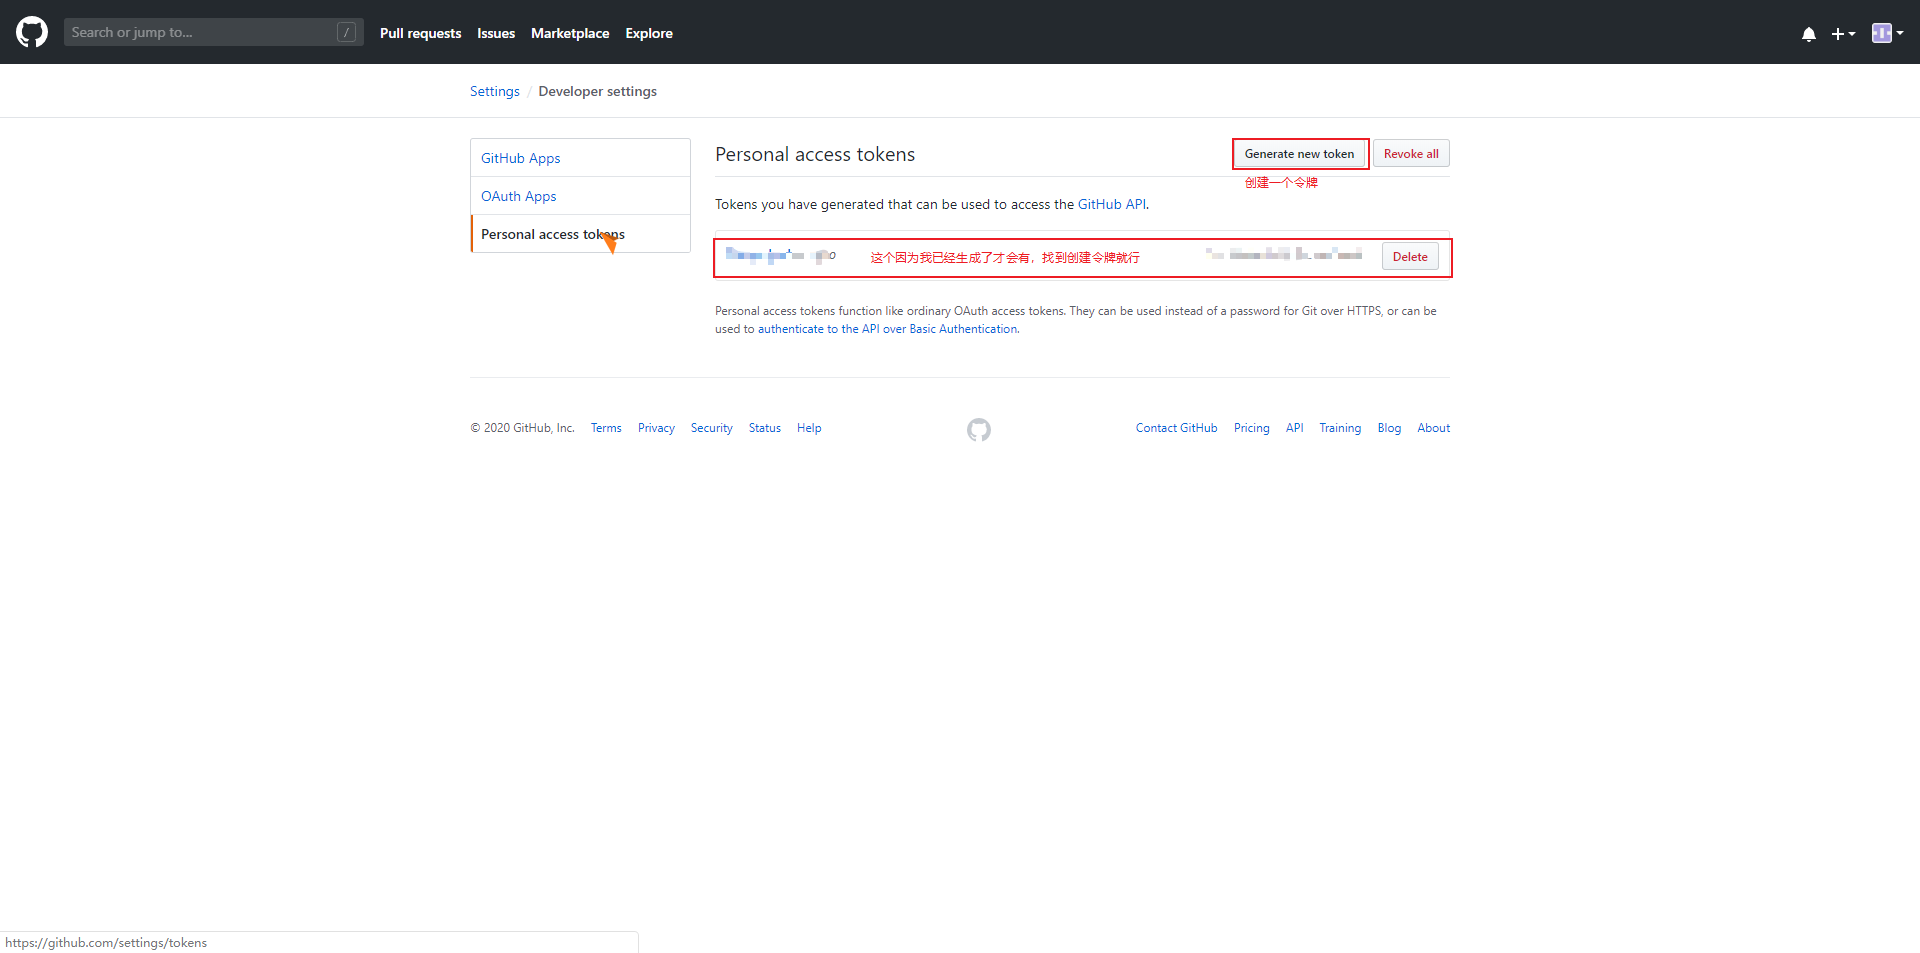 Search or jump to...
/
Pull requests Issues Marketplace Explore
Settings / Developer settings
GitHub Apps
OAuth Apps
Personal access tokens
Personal access tokens
Generate new token
Revoke all
创建一个令牌
Tokens you have generated that can be used to access the GitHub API.
这个因为我已经生成了才会有，找到创建令牌就行
Delete
Personal access tokens function like ordinary OAuth access tokens. They can be used instead of a password for Git over HTTPS, or can be
used to authenticate to the API over Basic Authentication.
© 2020 GitHub, Inc. Terms Privacy Security Status Help
Contact GitHub Pricing API Training Blog About
https://github.com/settings/tokens